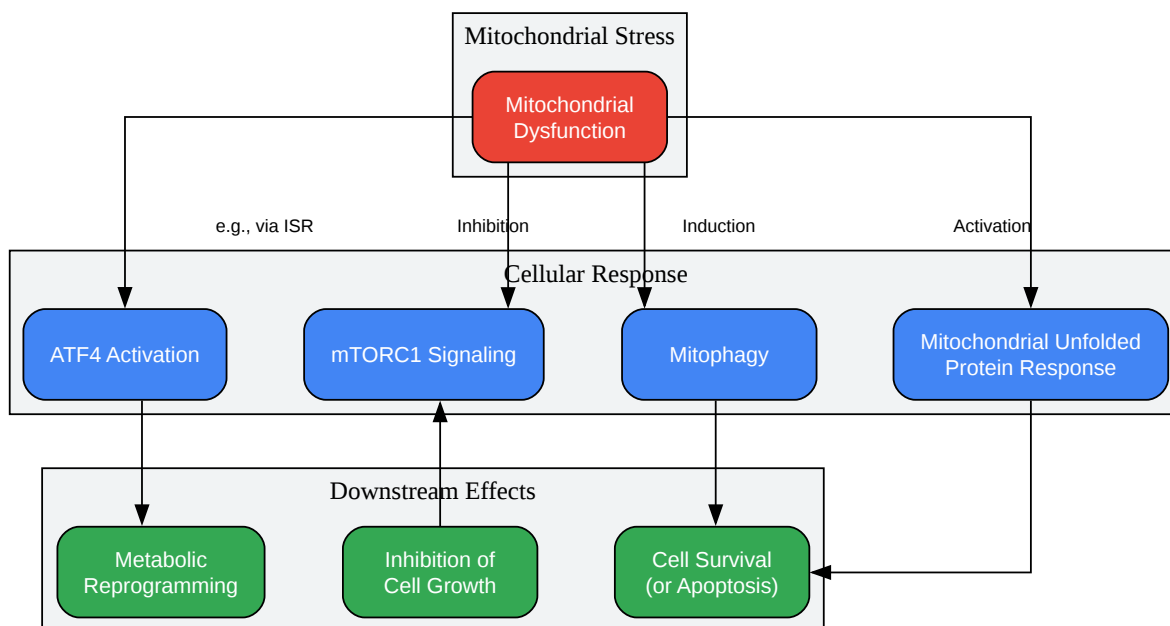 Mitochondrial Stress
Mitochondrial
Dysfunction
e.g., via ISR
Inhibition
Induction
Activation
Cellular Response
ATF4 Activation
mTORC1 Signaling
Mitophagy
Mitochondrial Unfolded
Protein Response
Downstream Effects
Metabolic
Reprogramming
Inhibition of
Cell Growth
Cell Survival
(or Apoptosis)